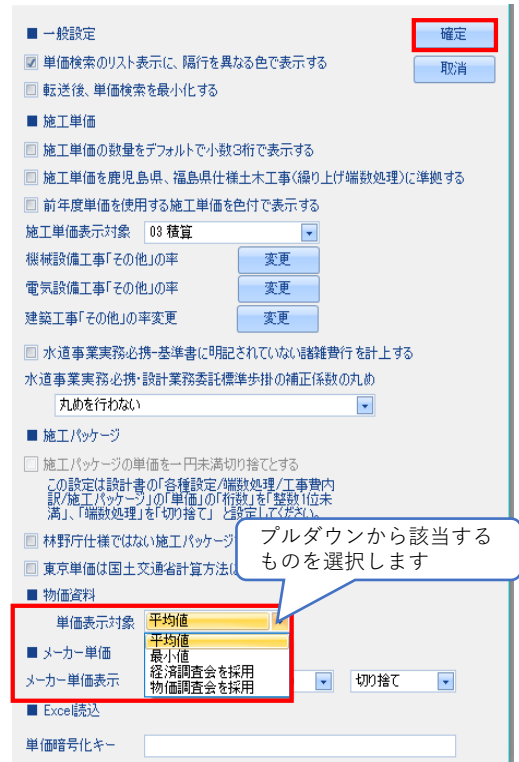 ■ 一般設定
確定
単価検索のリスト表示に、隔行を異なる色で表示する
取消
転送後、単価検索を最小化する
■ 施工単価
施工単価の数量をデフォルトで小数3桁で表示する
施工単価を鹿児島県、福島県仕様土木工事(繰り上げ端数処理)に準拠する
前年度単価を使用する施工単価を色付で表示する
施工単価表示対象 03 積算
機械設備工事「その他」の率 変更
電気設備工事「その他」の率 変更
建築工事「その他」の率変更 変更
水道事業実務必携-基準書に明記されていない諸雑費行を計上する
水道事業実務必携・設計業務委託標準歩掛の補正係数の丸め
丸めを行わない
■ 施工パッケージ
施工パッケージの単価を一円未満切り捨てとする
この設定は設計書の「各種設定/端数処理/工事費内
訳/施工パッケージ」の「単価」の「桁数」を「整数1位未
満」、「端数処理」を「切り捨て」 と設定してください。
林野庁仕様ではない施工パッケージ
プルダウンから該当する
ものを選択します
東京単価は国土交通省計算方法
■ 物価資料
単価表示対象 平均値
平均値
最小値
経済調査会を採用
物価調査会を採用
■ メーカー単価
メーカー単価表示
切り捨て
■ Excel読込
単価暗号化キー